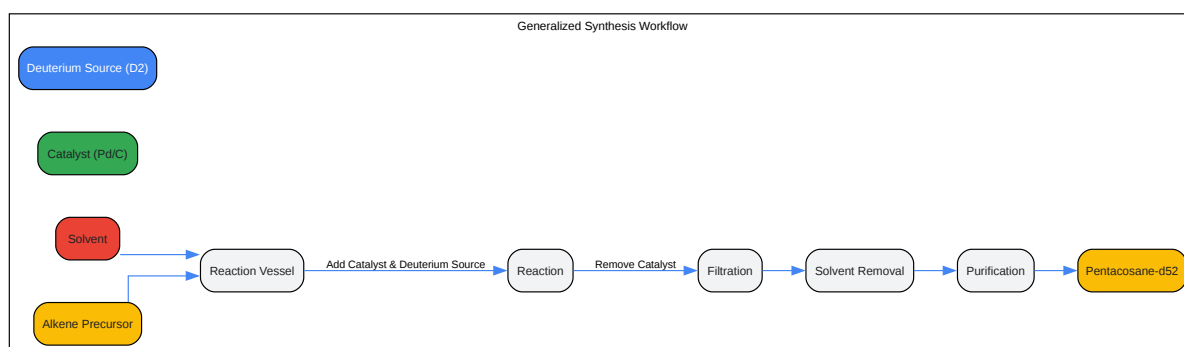 Generalized Synthesis Workflow
Deuterium Source (D2)
Catalyst (Pd/C)
Solvent
Alkene Precursor
Reaction Vessel
Add Catalyst & Deuterium Source
Reaction
Remove Catalyst
Filtration
Solvent Removal
Purification
Pentacosane-d52